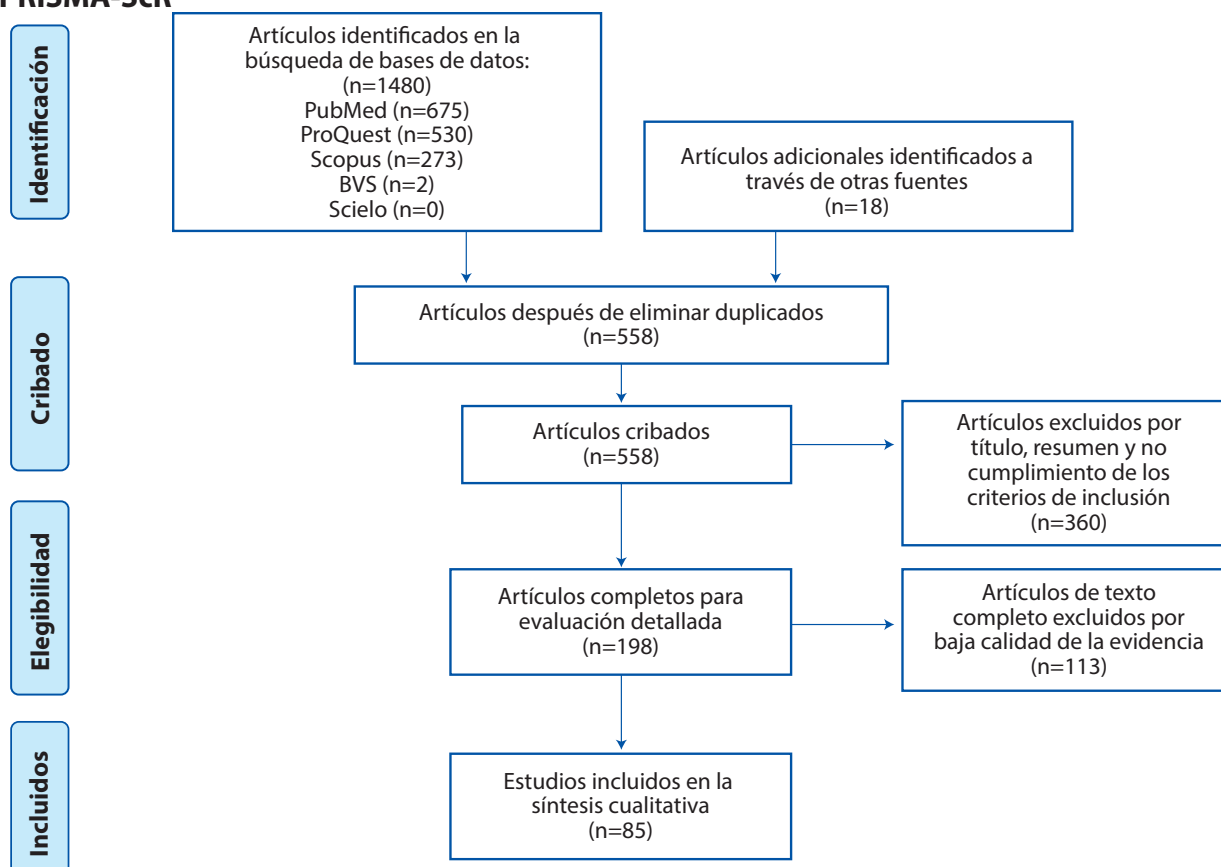 PRISMA-ScR
Identificación
Artículos identificados en la
búsqueda de bases de datos:
(n=1480)
PubMed (n=675)
ProQuest (n=530)
Scopus (n=273)
BVS (n=2)
Scielo (n=0)
Artículos adicionales identificados a
través de otras fuentes
(n=18)
Cribado
Artículos después de eliminar duplicados
(n=558)
Artículos cribados
(n=558)
Artículos excluidos por
título, resumen y no
cumplimiento de los
criterios de inclusión
(n=360)
Elegibilidad
Artículos completos para
evaluación detallada
(n=198)
Artículos de texto
completo excluidos por
baja calidad de la evidencia
(n=113)
Incluidos
Estudios incluidos en la
síntesis cualitativa
(n=85)